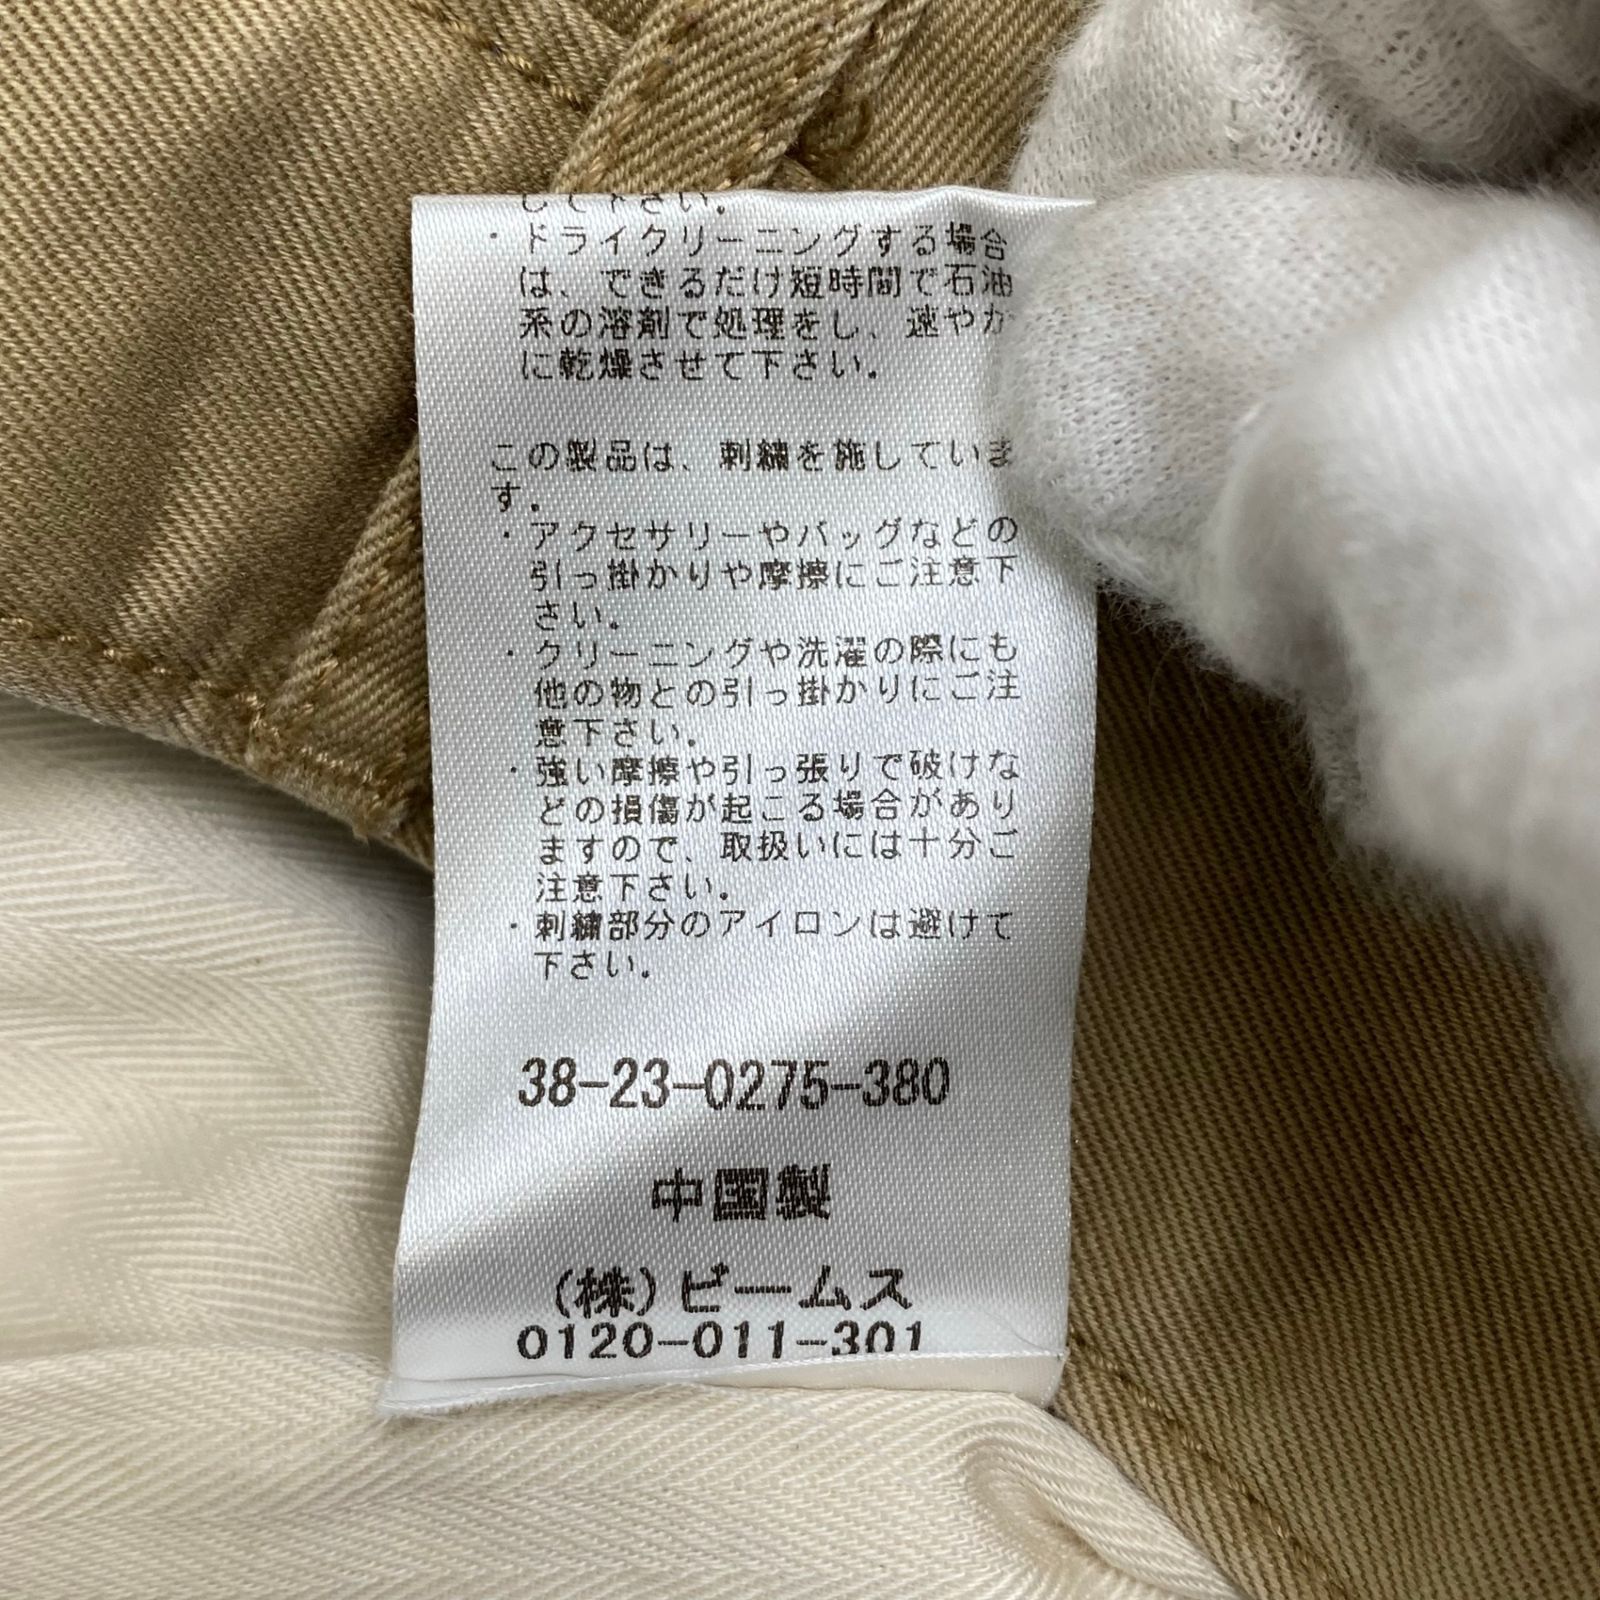 して下さい。
・ドライクリーニングする場合
は、できるだけ短時間で石油
系の溶剤で処理をし、速やか
に乾燥させて下さい。
この製品は、刺繍を施していま
す。
・アクセサリーやバッグなどの
引っ掛かりや摩擦にご注意下
さい。
・クリーニングや洗濯の際にも
他の物との引っ掛かりにご注
意下さい。
・強い摩擦や引っ張りで破けな
どの損傷が起こる場合があり
ますので、取扱いには十分ご
注意下さい。
・刺繍部分のアイロンは避けて
下さい。
38-23-0275-380
中国製
(株)ビームス
0120-011-301